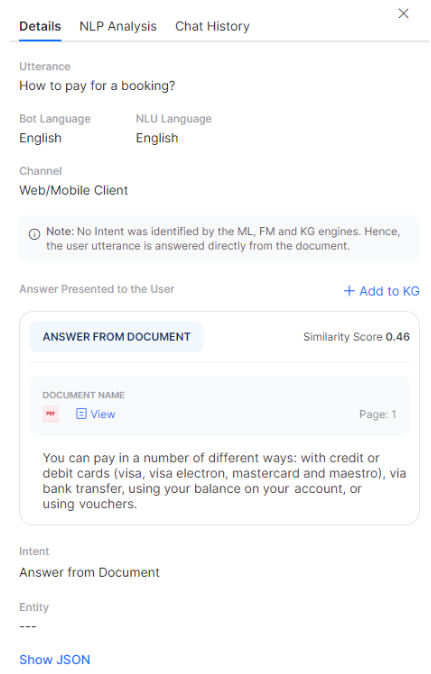 Details NLP Analysis Chat History
Utterance
How to pay for a booking?
Bot Language NLU Language
English English
Channel
Web/Mobile Client
Note: No Intent was identified by the ML, FM and KG engines. Hence,
the user utterance is answered directly from the document.
Answer Presented to the User + Add to KG
ANSWER FROM DOCUMENT Similarity Score 0.46
DOCUMENT NAME
PDF View Page: 1
You can pay in a number of different ways: with credit or
debit cards (visa, visa electron, mastercard and maestro), via
bank transfer, using your balance on your account, or
using vouchers.
Intent
Answer from Document
Entity
---
Show JSON